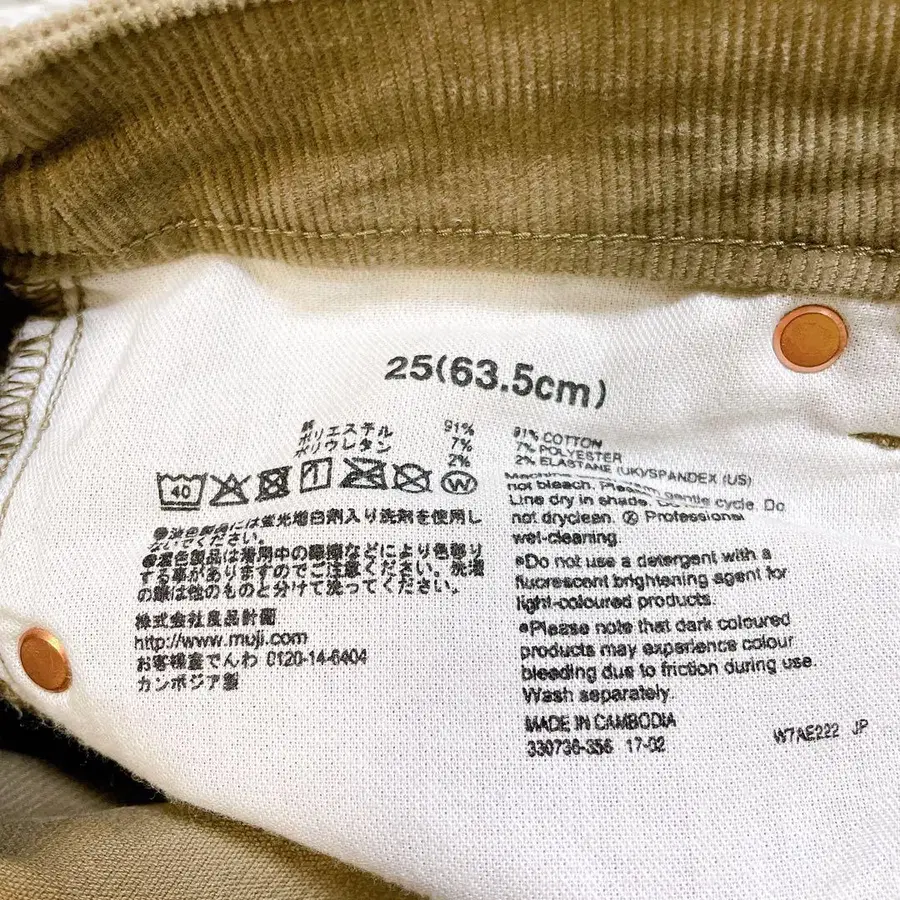 25(63.5cm)
綿 91%
ポリエステル 7%
ポリウレタン 2%
40
W
●淡色製品には蛍光増白剤入り洗剤を使用し
ないでください。
●濃色製品は着用中の摩擦などにより色移り
する事がありますのでご注意ください。洗濯
の際は他のものと分けて洗ってください。
株式会社良品計画
http://www.muji.com
お客様室でんわ 0120-14-6404
カンボジア製
91% COTTON
7% POLYESTER
2% ELASTANE (UK)/SPANDEX (US)
not bleach. gentle cycle. Do
Line dry in shade.
not dryclean. Ⓦ Professional
wet-cleaning.
●Do not use a detergent with a
fluorescent brightening agent for
light-coloured products.
●Please note that dark coloured
products may experience colour
bleeding due to friction during use.
Wash separately.
MADE IN CAMBODIA
330736-356 17-02
W7AE222 JP